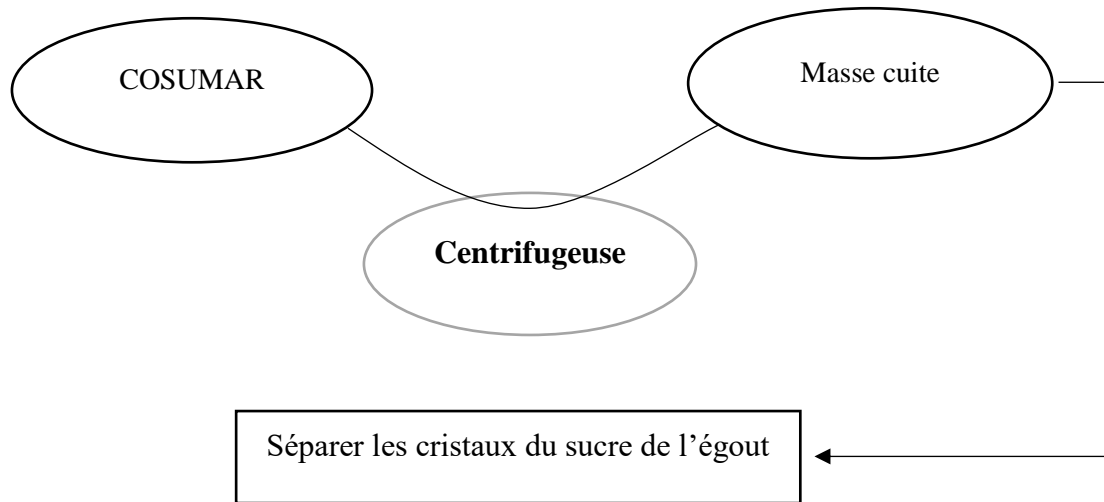 COSUMAR
Masse cuite
Centrifugeuse
Séparer les cristaux du sucre de l’égout